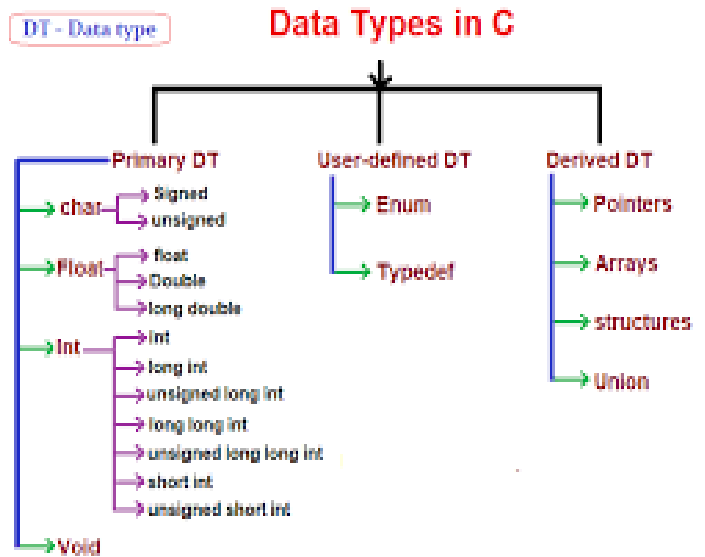 DT - Data type
Data Types in C
Primary DT
char
Signed
unsigned
Float
float
Double
long double
Int
int
long int
unsigned long int
long long int
unsigned long long int
short int
unsigned short int
Void
User-defined DT
Enum
Typedef
Derived DT
Pointers
Arrays
structures
Union